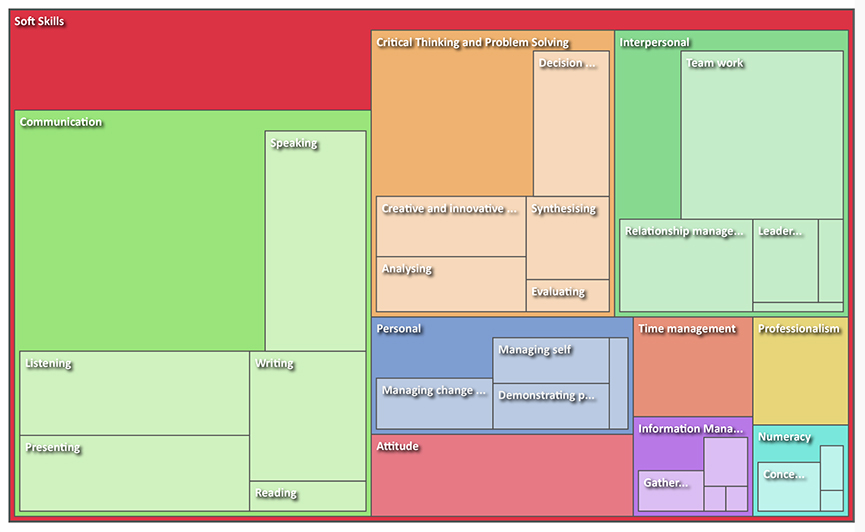 Soft Skills
Communication
Speaking
Listening
Writing
Presenting
Reading
Critical Thinking and Problem Solving
Decision ...
Creative and Innovative ...
Synthesising
Analysing
Evaluating
Interpersonal
Team work
Relationship manage...
Leader...
Personal
Managing self
Managing change ...
Demonstrating p...
Attitude
Time management
Professionalism
Information Mana...
Gather...
Numeracy
Conce...